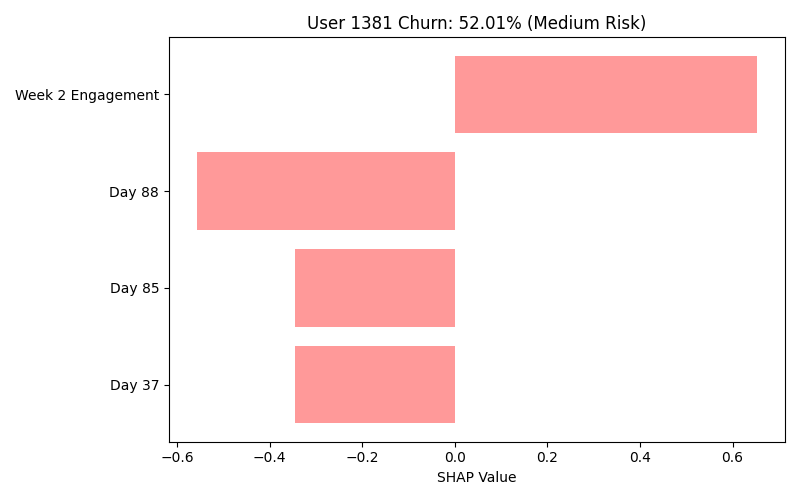 User 1381 Churn: 52.01% (Medium Risk)
Week 2 Engagement
Day 88
Day 85
Day 37
−0.6 −0.4 −0.2 0.0 0.2 0.4 0.6
SHAP Value